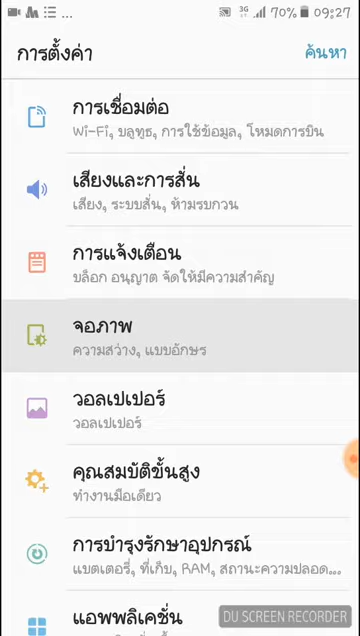 3G 70% 09:27
การตั้งค่า ค้นหา
การเชื่อมต่อ
Wi-Fi, บลูทูธ, การใช้ข้อมูล, โหมดการบิน
เสียงและการสั่น
เสียง, ระบบสั่น, ห้ามรบกวน
การแจ้งเตือน
บล็อก อนุญาต จัดให้มีความสำคัญ
จอภาพ
ความสว่าง, แบบอักษร
วอลเปเปอร์
วอลเปเปอร์
คุณสมบัติขั้นสูง
ทำงานมือเดียว
การบำรุงรักษาอุปกรณ์
แบตเตอรี่, ที่เก็บ, RAM, สถานะความปลอด...
แอพพลิเคชั่น
DU SCREEN RECORDER